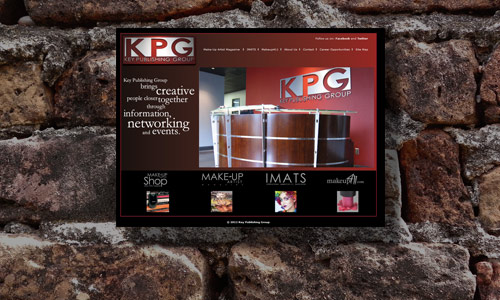 Follow us on: Facebook and Twitter
KPG
KEY PUBLISHING GROUP
Make-Up Artist Magazine IMATS Makeup411 About Us Contact Career Opportunities Site Map
Key Publishing Group
brings creative
people closer together
through
information,
networking
and events.
KPG
KEY PUBLISHING GROUP
MAKE-UP
Shop
MAKE-UP
IMATS
makeup411.com
© 2013 Key Publishing Group